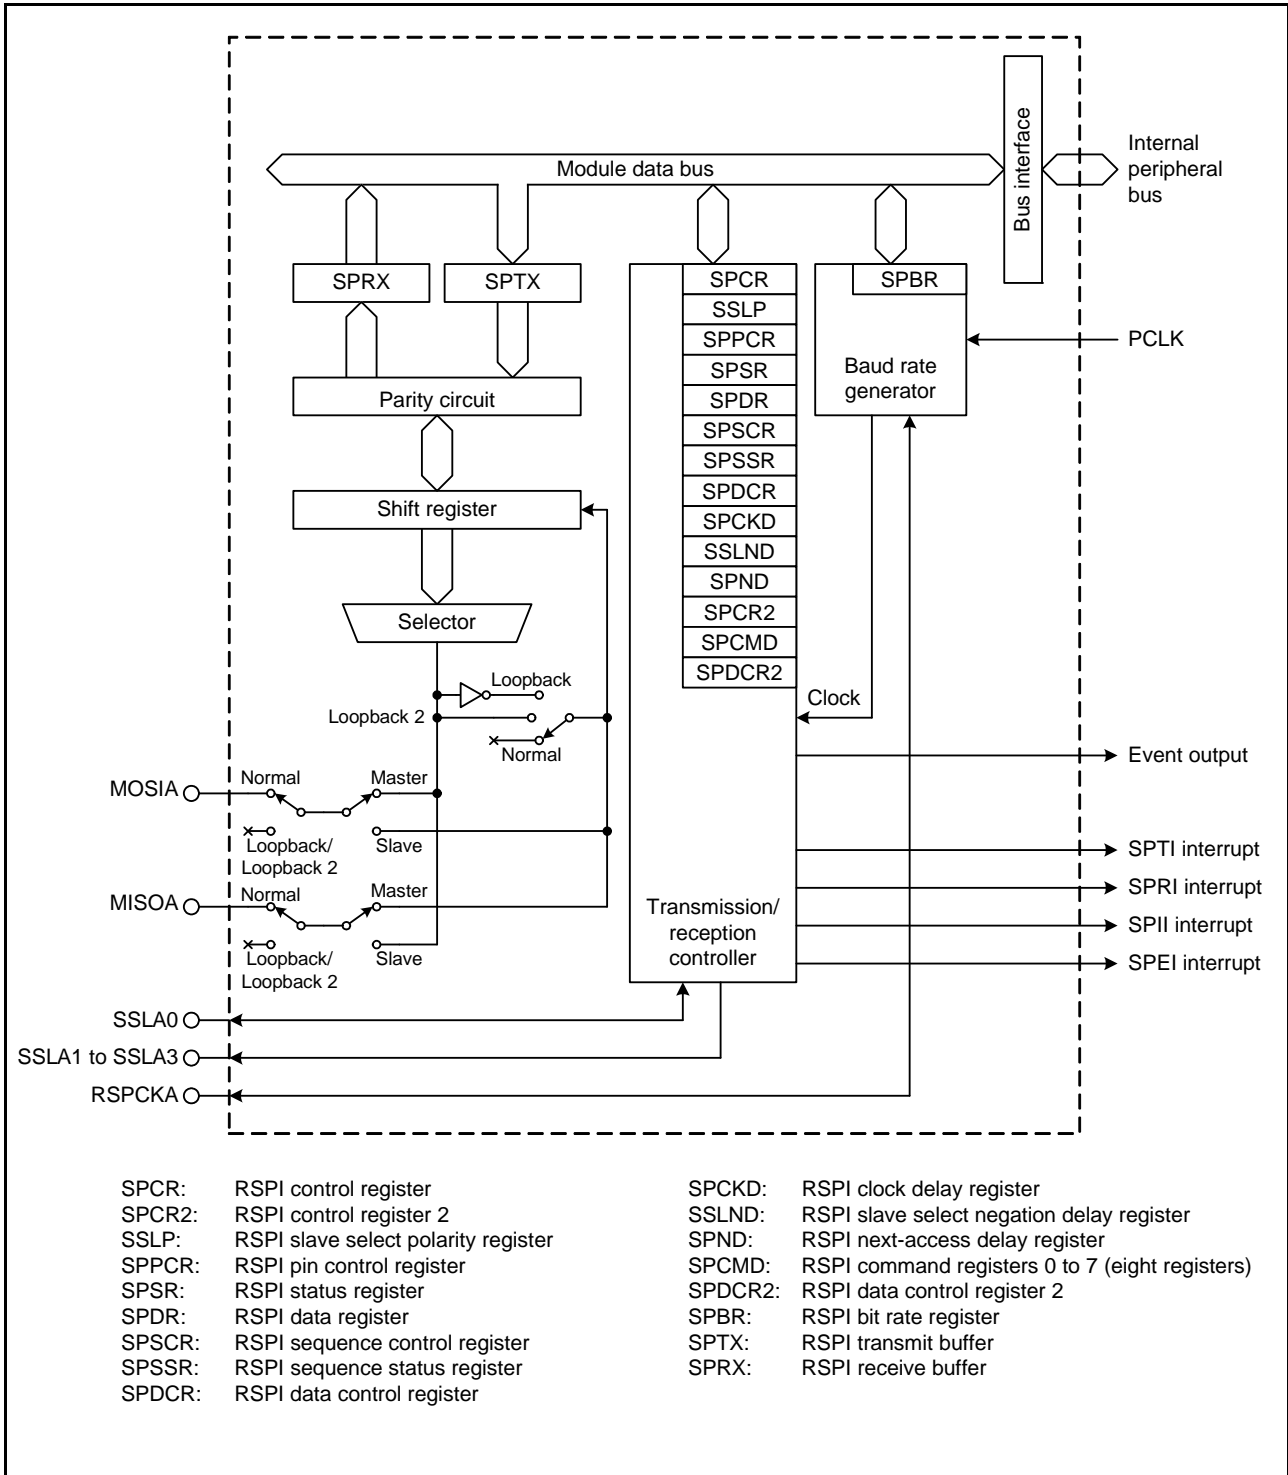 Bus interface
Internal
peripheral
bus
Module data bus
SPRX
SPTX
SPCR
SPBR
SSLP
SPPCR
PCLK
SPSR
Baud rate
generator
Parity circuit
SPDR
SPSCR
SPSSR
SPDCR
Shift register
SPCKD
SSLND
SPND
SPCR2
Selector
SPCMD
SPDCR2
Loopback
Clock
Loopback 2
Normal
Event output
MOSIA
Normal
Master
Loopback/
Loopback 2
Slave
SPTI interrupt
MISOA
Normal
Master
SPRI interrupt
Transmission/
reception
controller
SPII interrupt
Loopback/
Loopback 2
Slave
SPEI interrupt
SSLA0
SSLA1 to SSLA3
RSPCKA
SPCR: RSPI control register
SPCR2: RSPI control register 2
SSLP: RSPI slave select polarity register
SPPCR: RSPI pin control register
SPSR: RSPI status register
SPDR: RSPI data register
SPSCR: RSPI sequence control register
SPSSR: RSPI sequence status register
SPDCR: RSPI data control register
SPCKD: RSPI clock delay register
SSLND: RSPI slave select negation delay register
SPND: RSPI next-access delay register
SPCMD: RSPI command registers 0 to 7 (eight registers)
SPDCR2: RSPI data control register 2
SPBR: RSPI bit rate register
SPTX: RSPI transmit buffer
SPRX: RSPI receive buffer